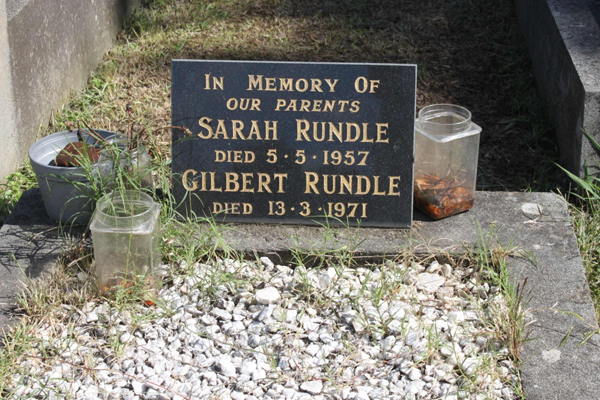 IN MEMORY OF
OUR PARENTS
SARAH RUNDLE
DIED 5·5·1957
GILBERT RUNDLE
DIED 13·3·1971